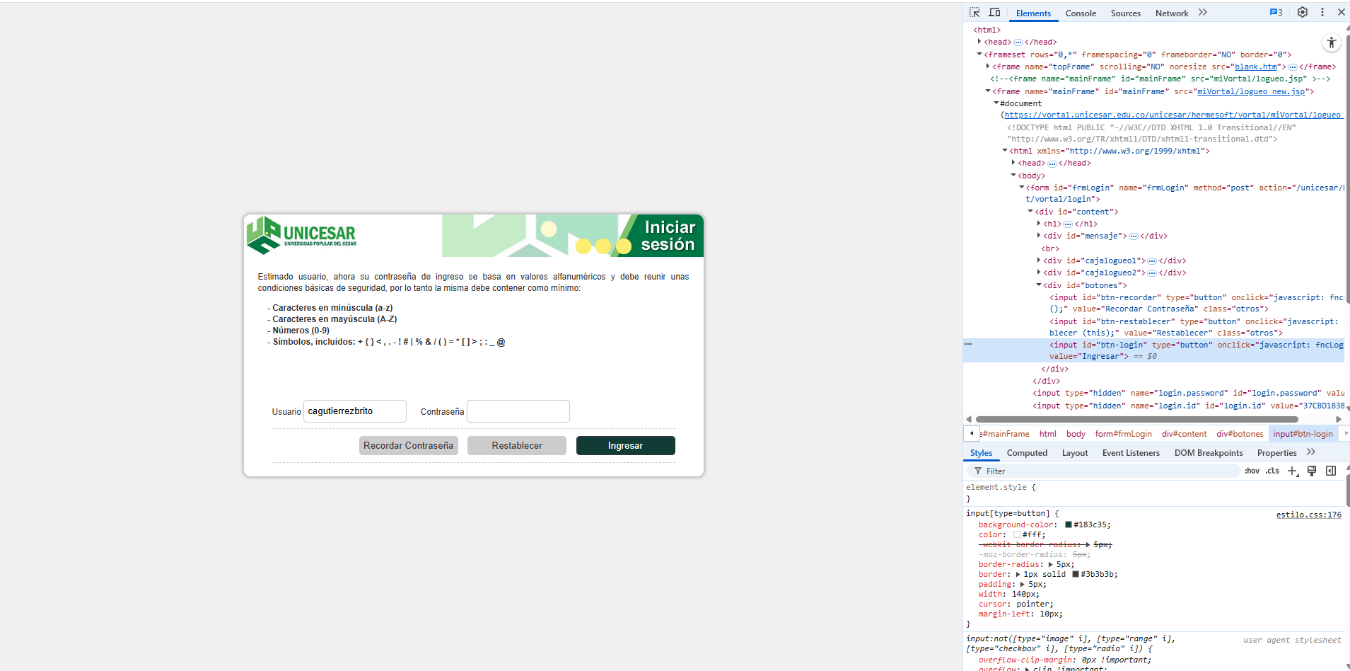 UNICESAR
UNIVERSIDAD POPULAR DEL CESAR
Iniciar
sesión
Estimado usuario, ahora su contraseña de ingreso se basa en valores alfanuméricos y debe reunir unas
condiciones básicas de seguridad, por lo tanto la misma debe contener como mínimo:
- Caracteres en minúscula (a-z)
- Caracteres en mayúscula (A-Z)
- Números (0-9)
- Símbolos, incluidos: + { } < , . - ! # | % & / ( ) = * [ ] > ; : _ @
Usuario cagutierrezbrito Contraseña
Recordar Contraseña Restablecer Ingresar
Elements Console Sources Network 3
<html>
<head> </head>
<frameset rows="0,*" framespacing="0" frameborder="NO" border="0">
<frame name="topFrame" scrolling="NO" noresize src="blank.htm"> </frame>
<!--<frame name="mainFrame" id="mainFrame" src="miVortal/logueo.jsp" >-->
<frame name="mainFrame" id="mainFrame" src="miVortal/logueo_new.jsp">
#document
(https://vortal.unicesar.edu.co/unicesar/hermesoft/vortal/miVortal/logueo_
<!DOCTYPE html PUBLIC "-//W3C//DTD XHTML 1.0 Transitional//EN"
"http://www.w3.org/TR/xhtml1/DTD/xhtml1-transitional.dtd">
<html xmlns="http://www.w3.org/1999/xhtml">
<head> </head>
<body>
<form id="frmLogin" name="frmLogin" method="post" action="/unicesar/
t/vortal/login">
<div id="content">
<h1> </h1>
<div id="mensaje"> </div>
<br>
<div id="cajalogueo1"> </div>
<div id="cajalogueo2"> </div>
<div id="botones">
<input id="btn-recordar" type="button" onclick="javascript: fnc
();" value="Recordar Contraseña" class="otros">
<input id="btn-restablecer" type="button" onclick="javascript:
blecer (this);" value="Restablecer" class="otros">
<input id="btn-login" type="button" onclick="javascript: fncLog
value="Ingresar"> == $0
</div>
</div>
<input type="hidden" name="login.password" id="login.password" valu
<input type="hidden" name="login.id" id="login.id" value="37CBD1838
e#mainFrame html body form#frmLogin div#content div#botones input#btn-login
Styles Computed Layout Event Listeners DOM Breakpoints Properties
Filter :hov .cls
element.style {
}
input[type=button] { estilo.css:176
background-color: #183c35;
color: #fff;
-webkit-border-radius: 5px;
-moz-border-radius: 5px;
border-radius: 5px;
border: 1px solid #3b3b3b;
padding: 5px;
width: 140px;
cursor: pointer;
margin-left: 10px;
}
input:not([type="image" i], [type="range" i], user agent stylesheet
[type="checkbox" i], [type="radio" i]) {
overflow-clip-margin: 0px !important;
overflow: clip !important;